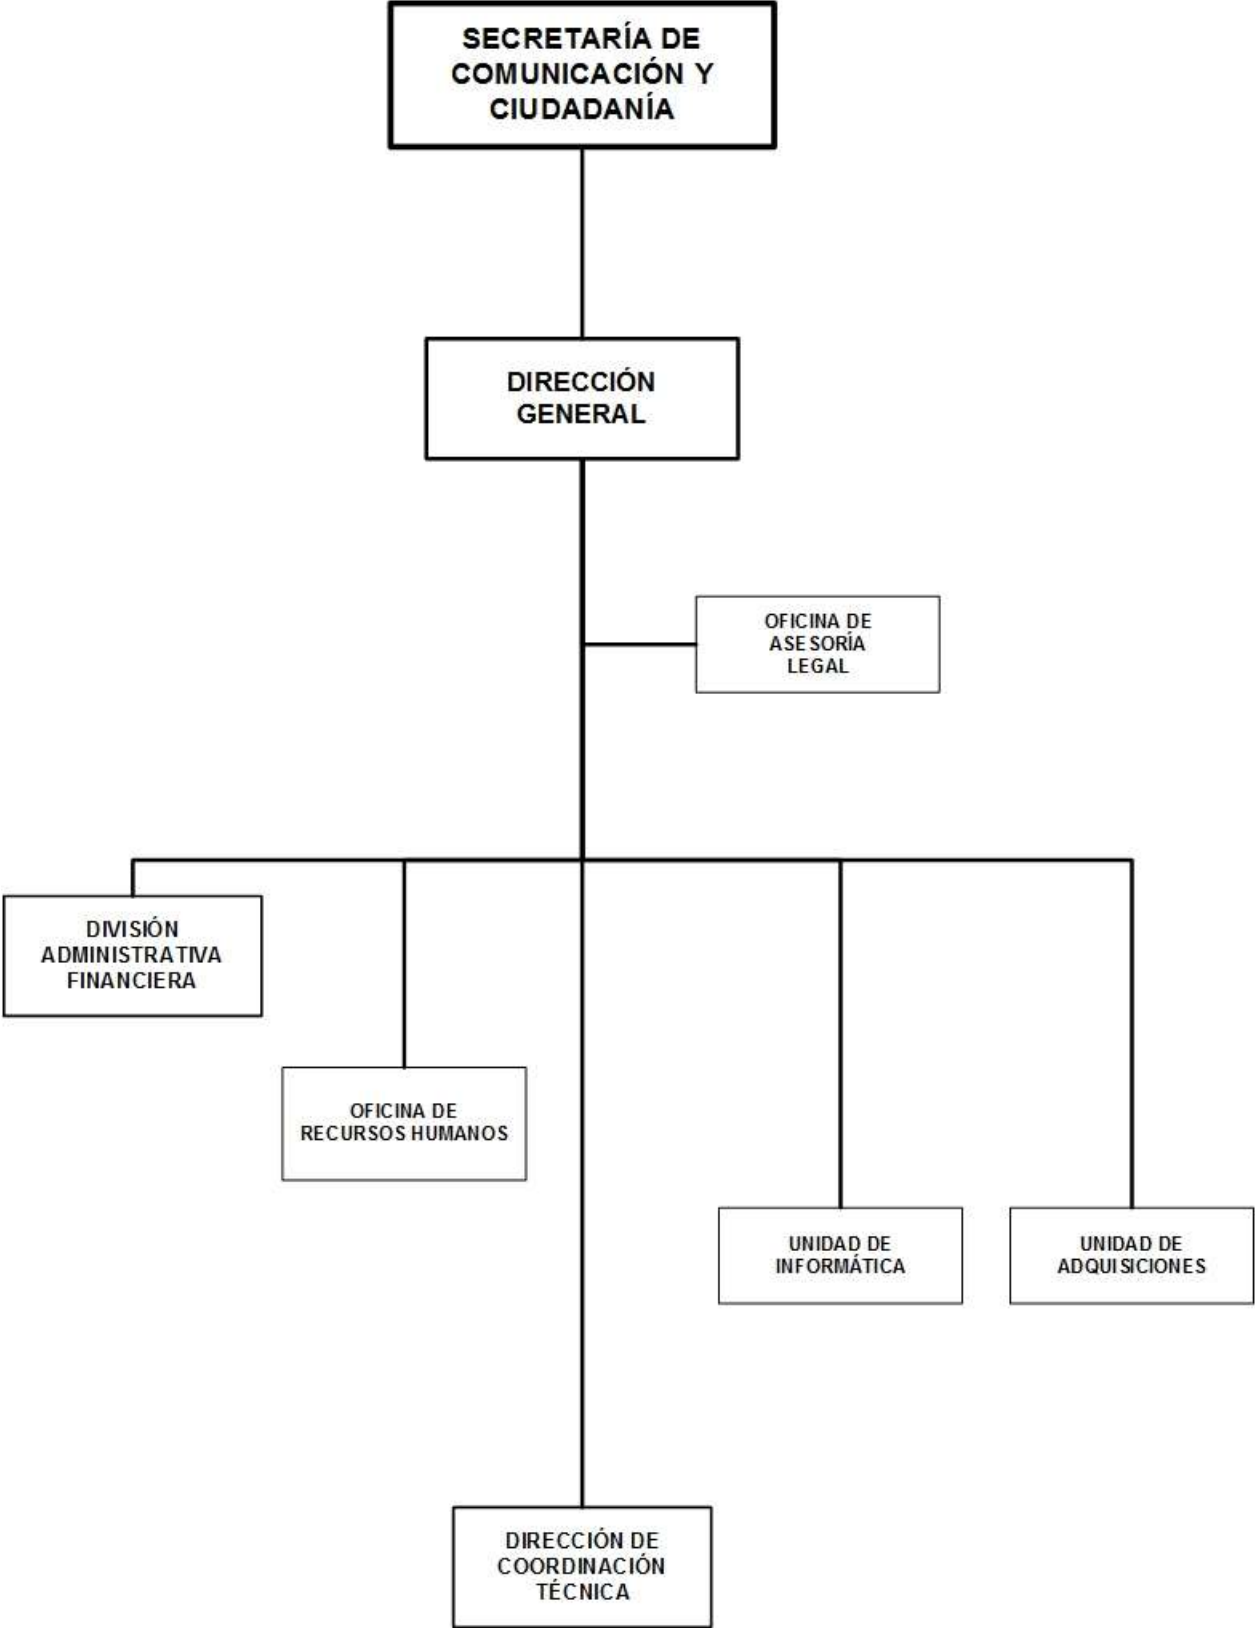 SECRETARÍA DE
COMUNICACIÓN Y
CIUDADANÍA
DIRECCIÓN
GENERAL
OFICINA DE
ASESORÍA
LEGAL
DIVISIÓN
ADMINISTRATIVA
FINANCIERA
OFICINA DE
RECURSOS HUMANOS
UNIDAD DE
INFORMÁTICA
UNIDAD DE
ADQUISICIONES
DIRECCIÓN DE
COORDINACIÓN
TÉCNICA